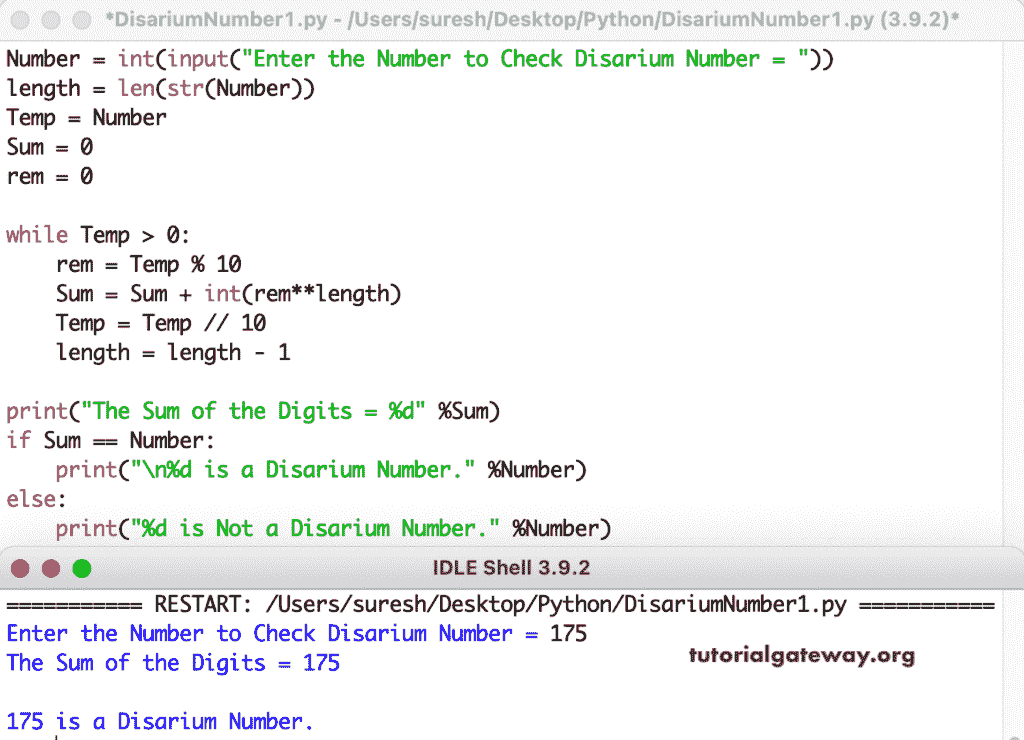 *DisariumNumber1.py - /Users/suresh/Desktop/Python/DisariumNumber1.py (3.9.2)*
Number = int(input("Enter the Number to Check Disarium Number = "))
length = len(str(Number))
Temp = Number
Sum = 0
rem = 0
while Temp > 0:
    rem = Temp % 10
    Sum = Sum + int(rem**length)
    Temp = Temp // 10
    length = length - 1
print("The Sum of the Digits = %d" %Sum)
if Sum == Number:
    print("\n%d is a Disarium Number." %Number)
else:
    print("%d is Not a Disarium Number." %Number)
IDLE Shell 3.9.2
=========== RESTART: /Users/suresh/Desktop/Python/DisariumNumber1.py ===========
Enter the Number to Check Disarium Number = 175
The Sum of the Digits = 175
tutorialgateway.org
175 is a Disarium Number.